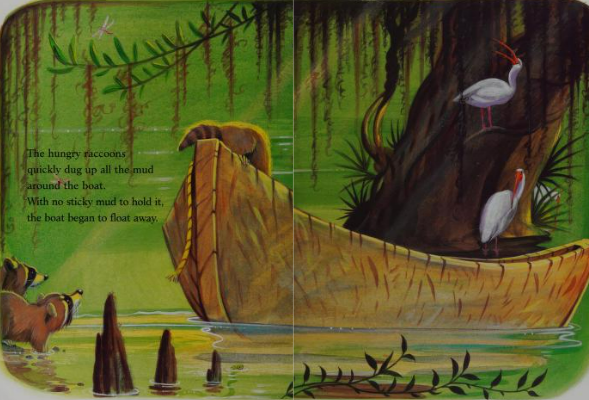 The hungry raccoons
quickly dug up all the mud
around the boat.
With no sticky mud to hold it,
the boat began to float away.